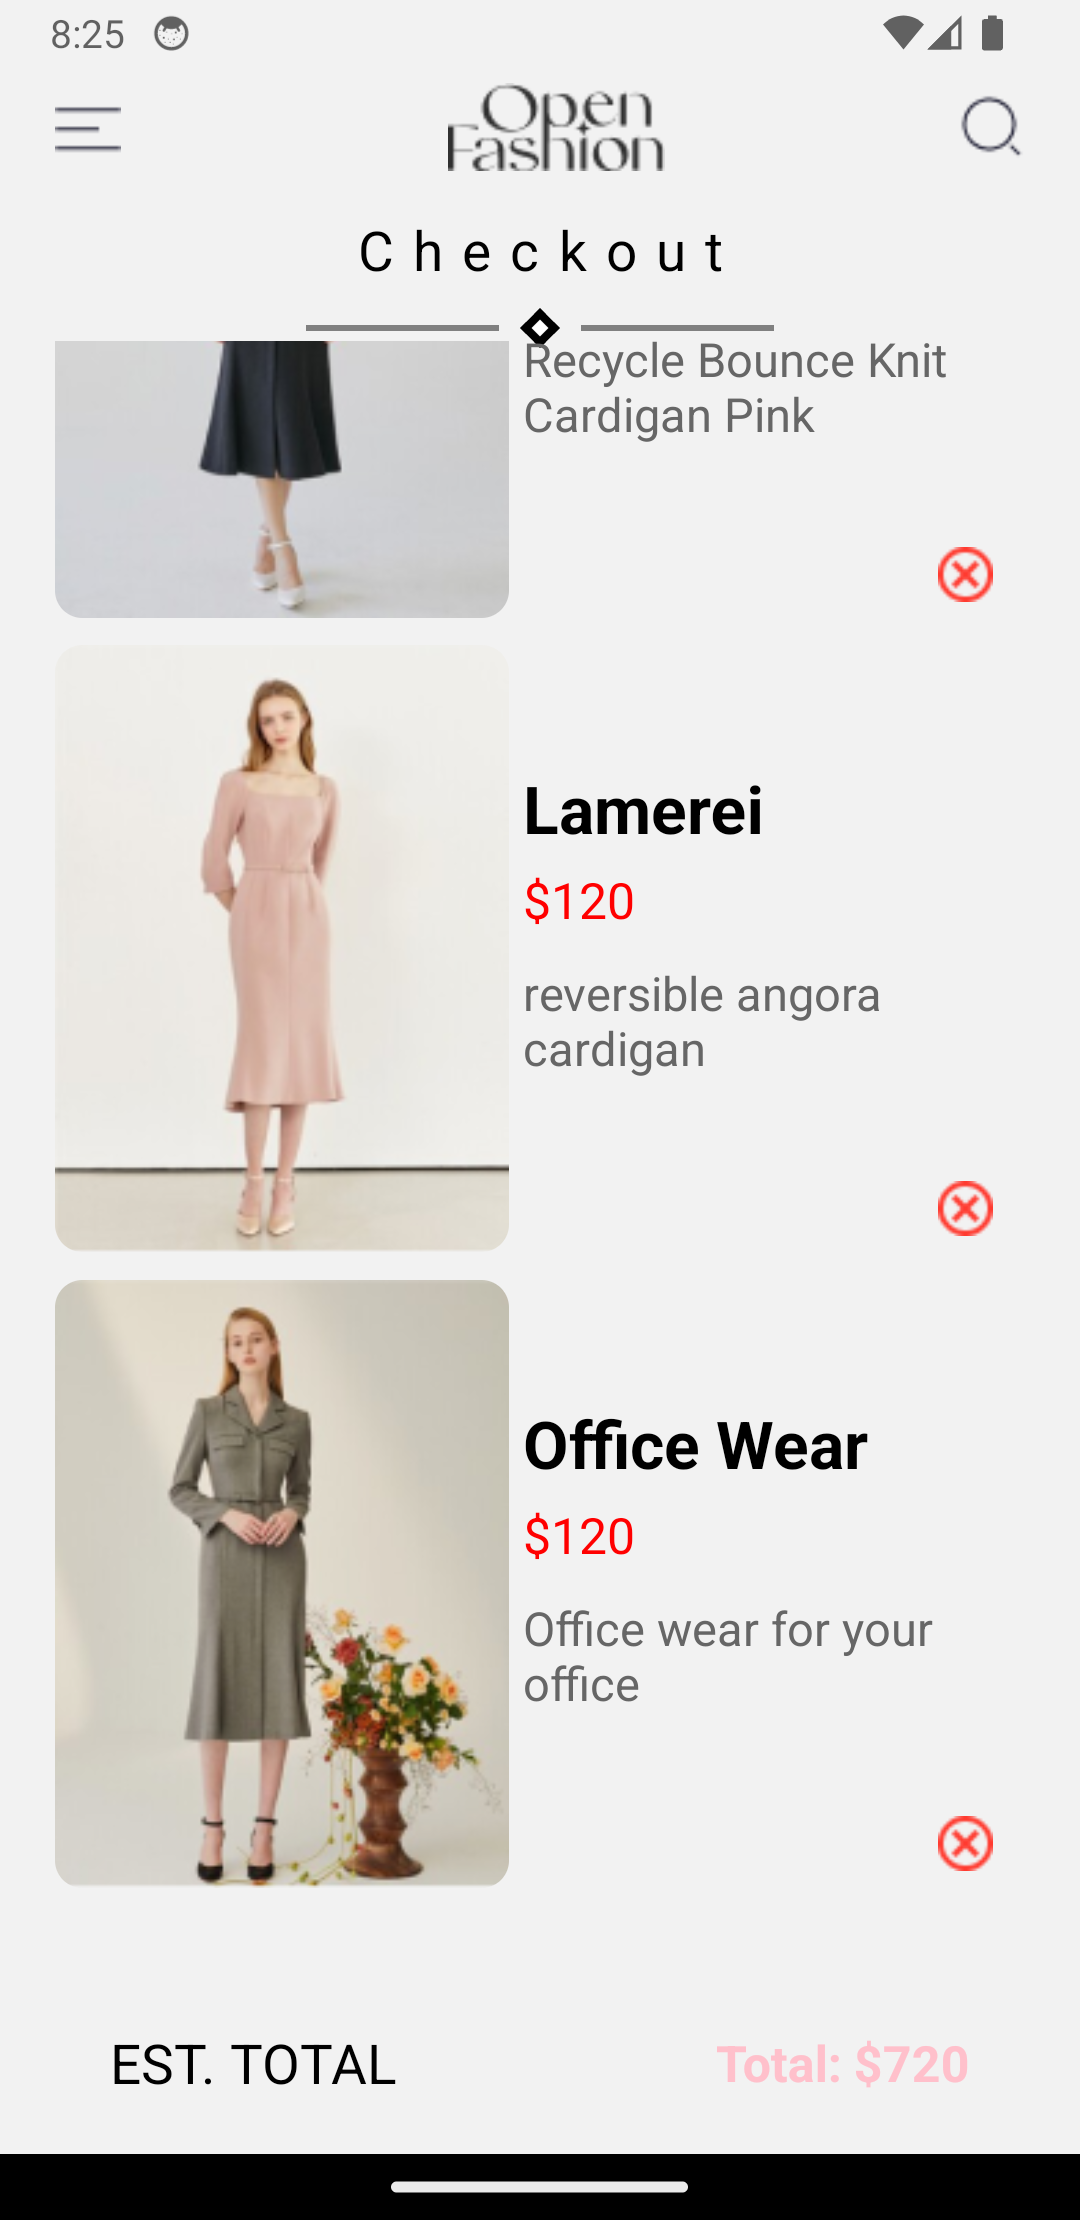 8:25
Open
Fashion
Checkout
Recycle Bounce Knit
Cardigan Pink
Lamerei
$120
reversible angora
cardigan
Office Wear
$120
Office wear for your
office
EST. TOTAL
Total: $720